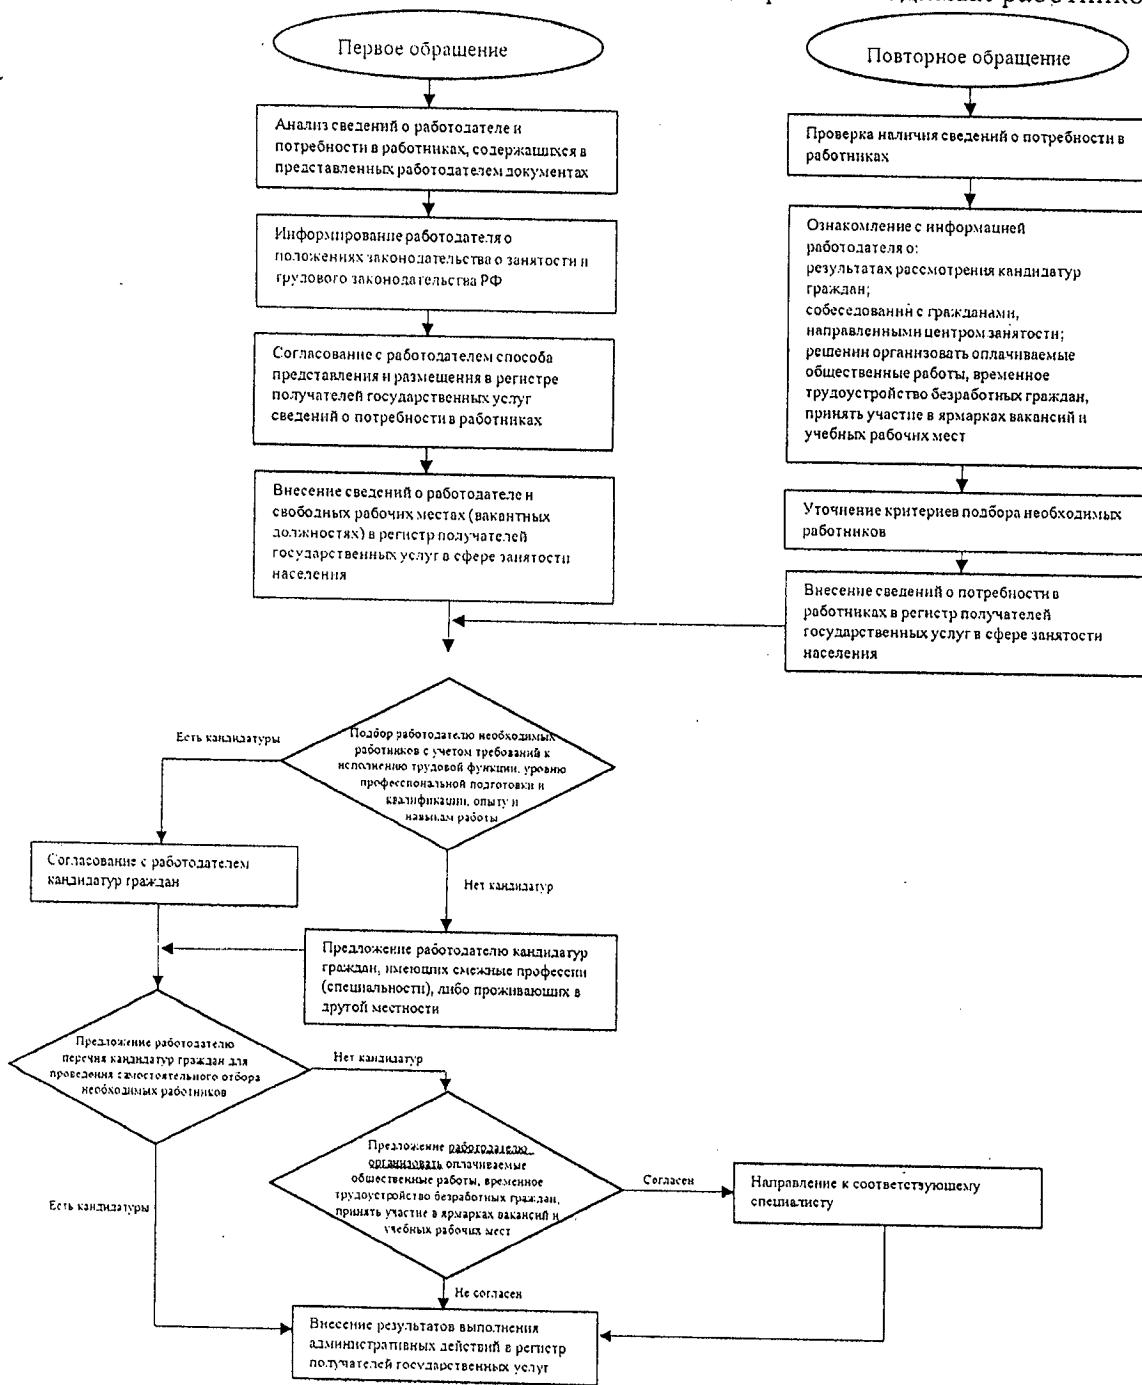 работнико
Первое обращение
Повторное обращение
Анализ сведений о работодателе и
потребности в работниках, содержащихся в
представленных работодателем документах
Проверка наличия сведений о потребности в
работниках
Информирование работодателя о
положениях законодательства о занятости и
трудового законодательства РФ
Ознакомление с информацией
работодателя о:
результатах рассмотрения кандидатур
граждан;
собеседований с гражданами,
направленными центром занятости;
решении организовать оплачиваемые
общественные работы, временное
трудоустройство безработных граждан,
принять участие в ярмарках вакансий и
учебных рабочих мест
Согласование с работодателем способа
представления и размещения в регистре
получателей государственных услуг
сведений о потребности в работниках
Внесение сведений о работодателе и
свободных рабочих местах (вакантных
должностях) в регистр получателей
государственных услуг в сфере занятости
населения
Уточнение критериев подбора необходимых
работников
Внесение сведений о потребности в
работниках в регистр получателей
государственных услуг в сфере занятости
населения
Есть кандидатуры
Подбор работодателю необходимых
работников с учетом требований к
исполнению трудовой функции, уровню
профессиональной подготовки и
квалификации, опыту и
навыкам работы
Согласование с работодателем
кандидатур граждан
Нет кандидатур
Предложение работодателю кандидатур
граждан, имеющих смежные профессии
(специальности), либо проживающих в
другой местности
Предложение работодателю
перечня кандидатур граждан для
проведения самостоятельного отбора
необходимых работников
Нет кандидатур
Предложение работодателю
организовать оплачиваемые
общественные работы, временное
трудоустройство безработных граждан,
принять участие в ярмарках вакансий и
учебных рабочих мест
Согласен
Направление к соответствующему
специалисту
Есть кандидатуры
Не согласен
Внесение результатов выполнения
административных действий в регистр
получателей государственных услуг